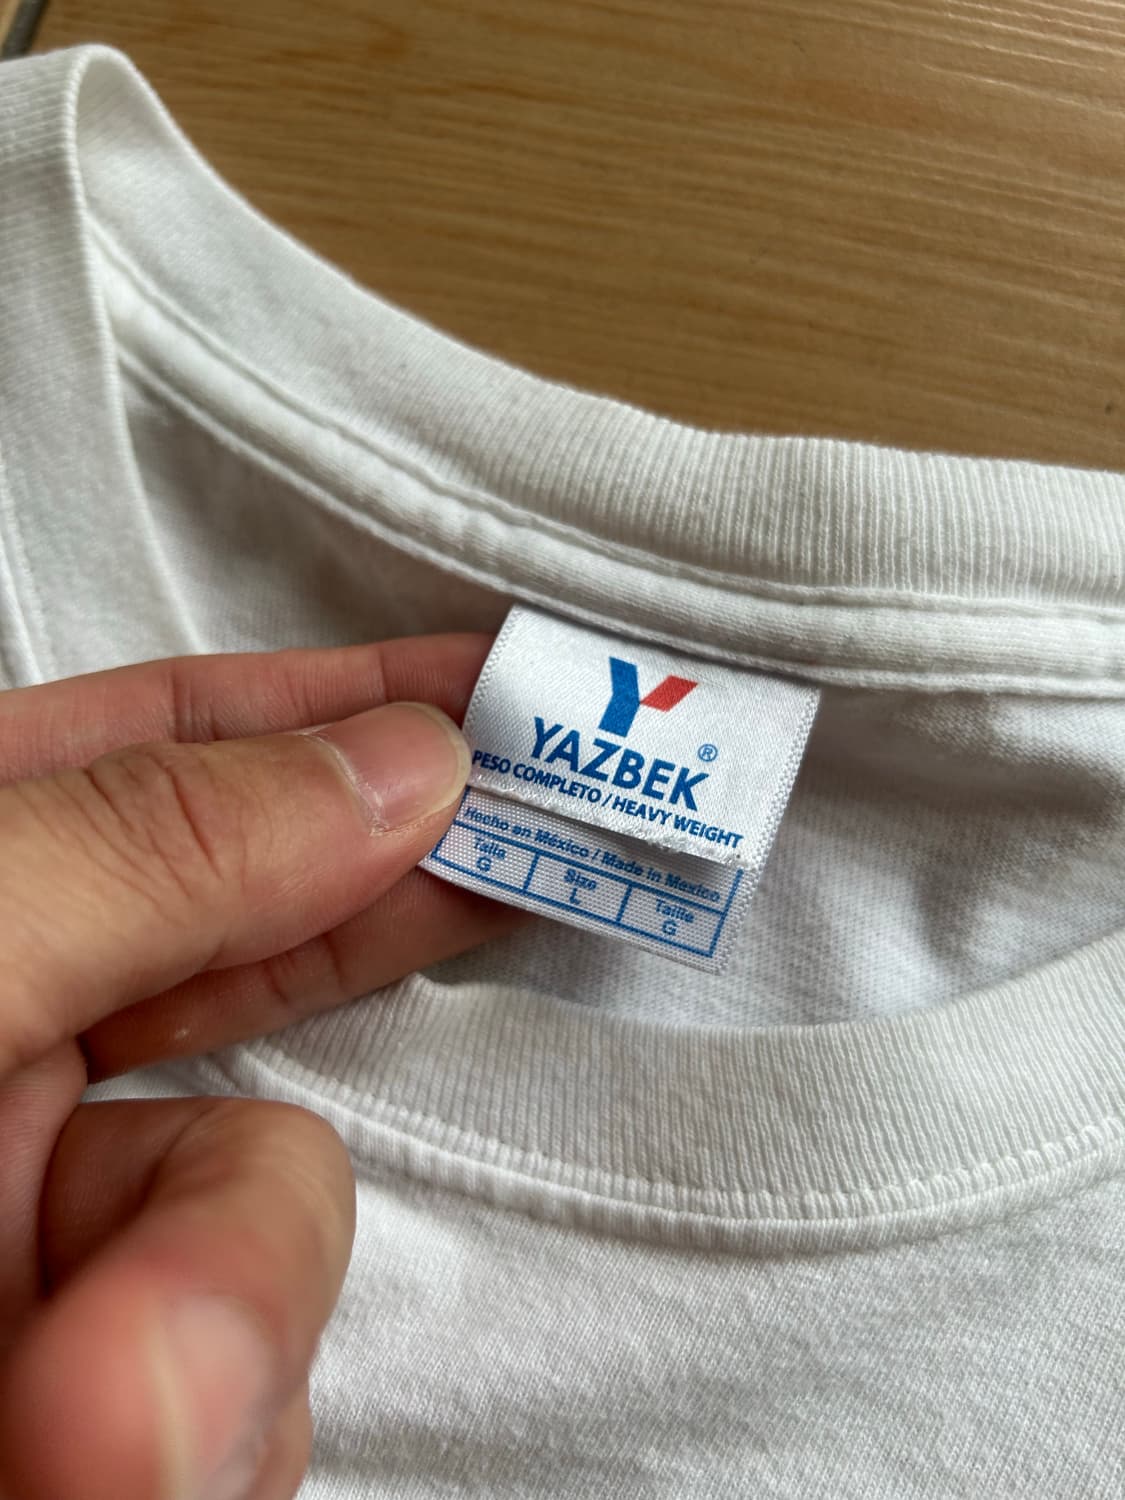 YAZBEK ®
PESO COMPLETO / HEAVY WEIGHT
Hecho en México / Made in Mexico
Talla Size Taille
G L G